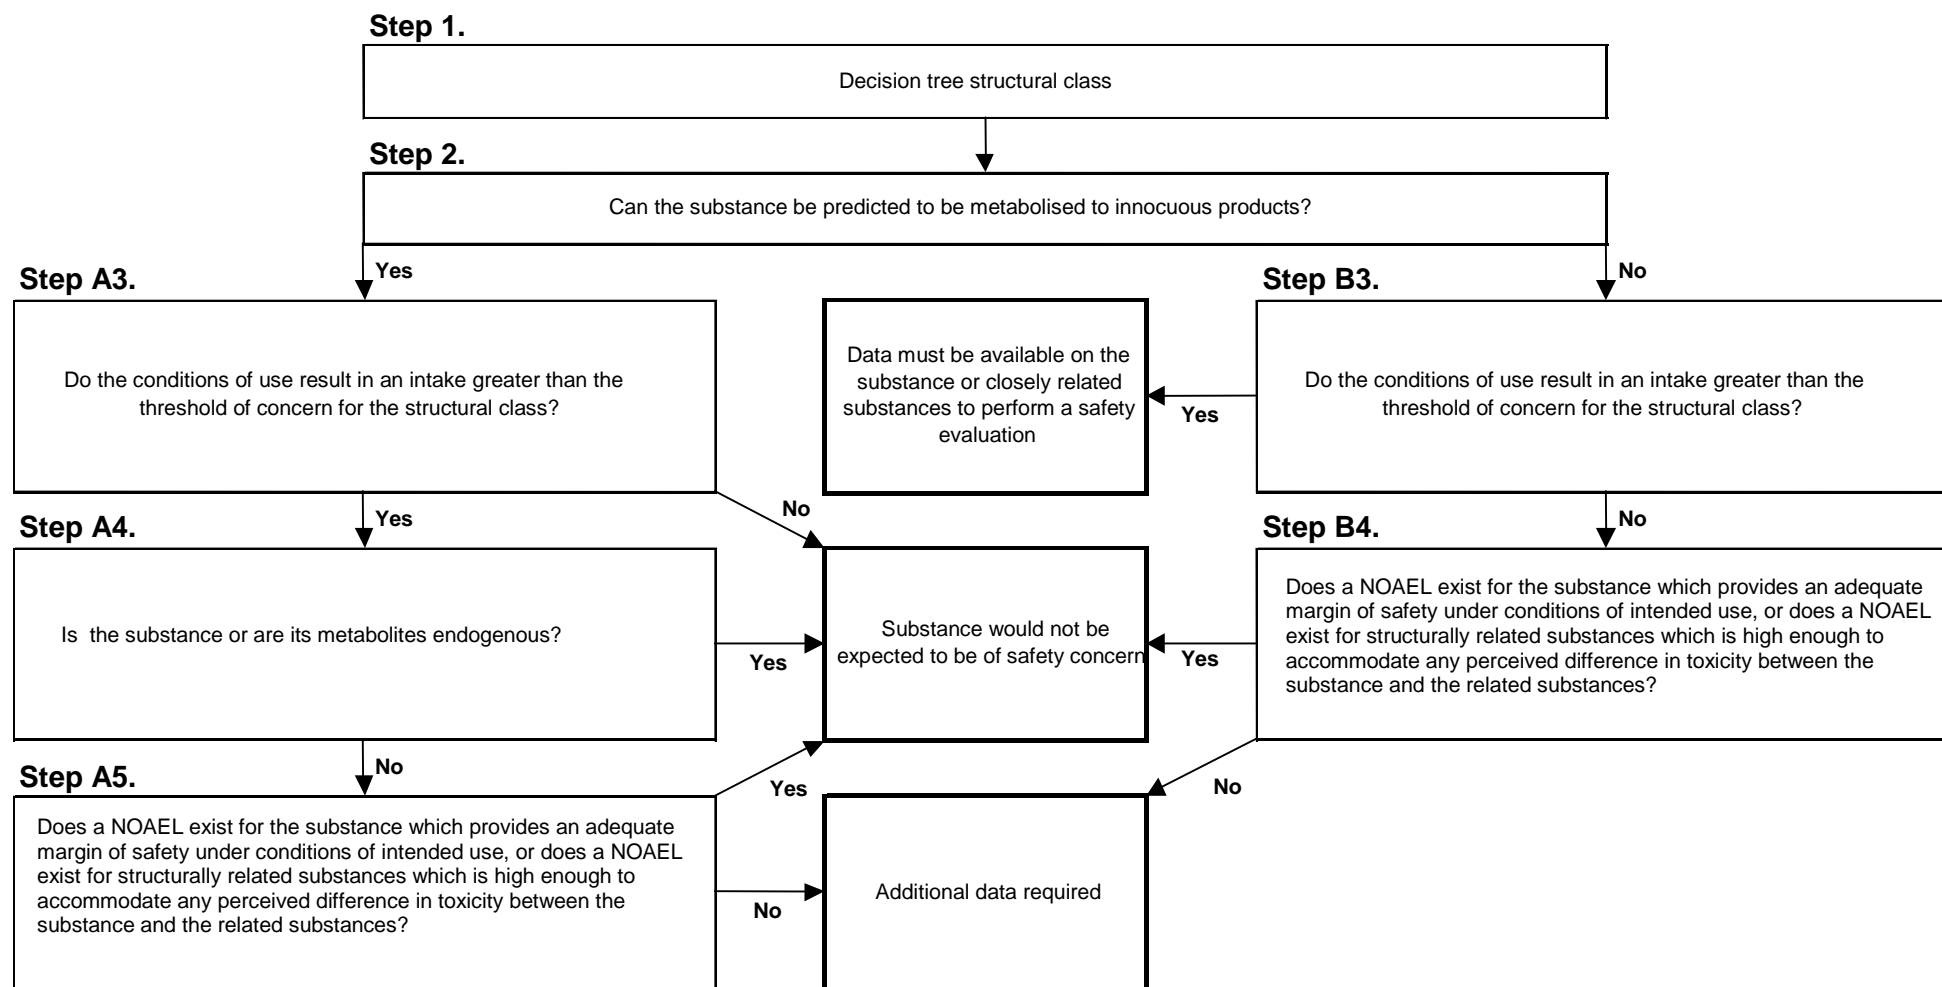 Step 1.
Decision tree structural class
Step 2.
Can the substance be predicted to be metabolised to innocuous products?
Yes
No
Step A3.
Do the conditions of use result in an intake greater than the
threshold of concern for the structural class?
Data must be available on the
substance or closely related
substances to perform a safety
evaluation
Step B3.
Do the conditions of use result in an intake greater than the
threshold of concern for the structural class?
Yes
No
Yes
No
Step A4.
Is the substance or are its metabolites endogenous?
Yes
Substance would not be
expected to be of safety concern
Step B4.
Does a NOAEL exist for the substance which provides an adequate
margin of safety under conditions of intended use, or does a NOAEL
exist for structurally related substances which is high enough to
accommodate any perceived difference in toxicity between the
substance and the related substances?
Yes
No
No
Step A5.
Does a NOAEL exist for the substance which provides an adequate
margin of safety under conditions of intended use, or does a NOAEL
exist for structurally related substances which is high enough to
accommodate any perceived difference in toxicity between the
substance and the related substances?
Yes
No
Additional data required